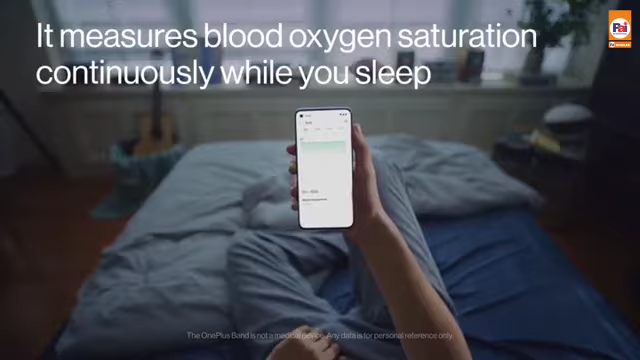 It measures blood oxygen saturation
continuously while you sleep
Pai
The OnePlus Band is not a medical device. Any data is for personal reference only.